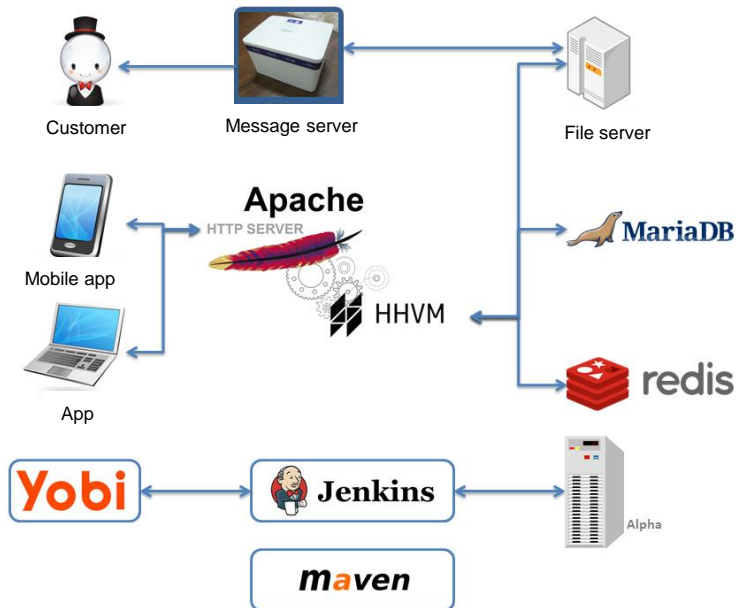 Customer
Message server
File server
Apache
HTTP SERVER
Mobile app
MariaDB
HHVM
App
redis
Yobi
Jenkins
Alpha
maven